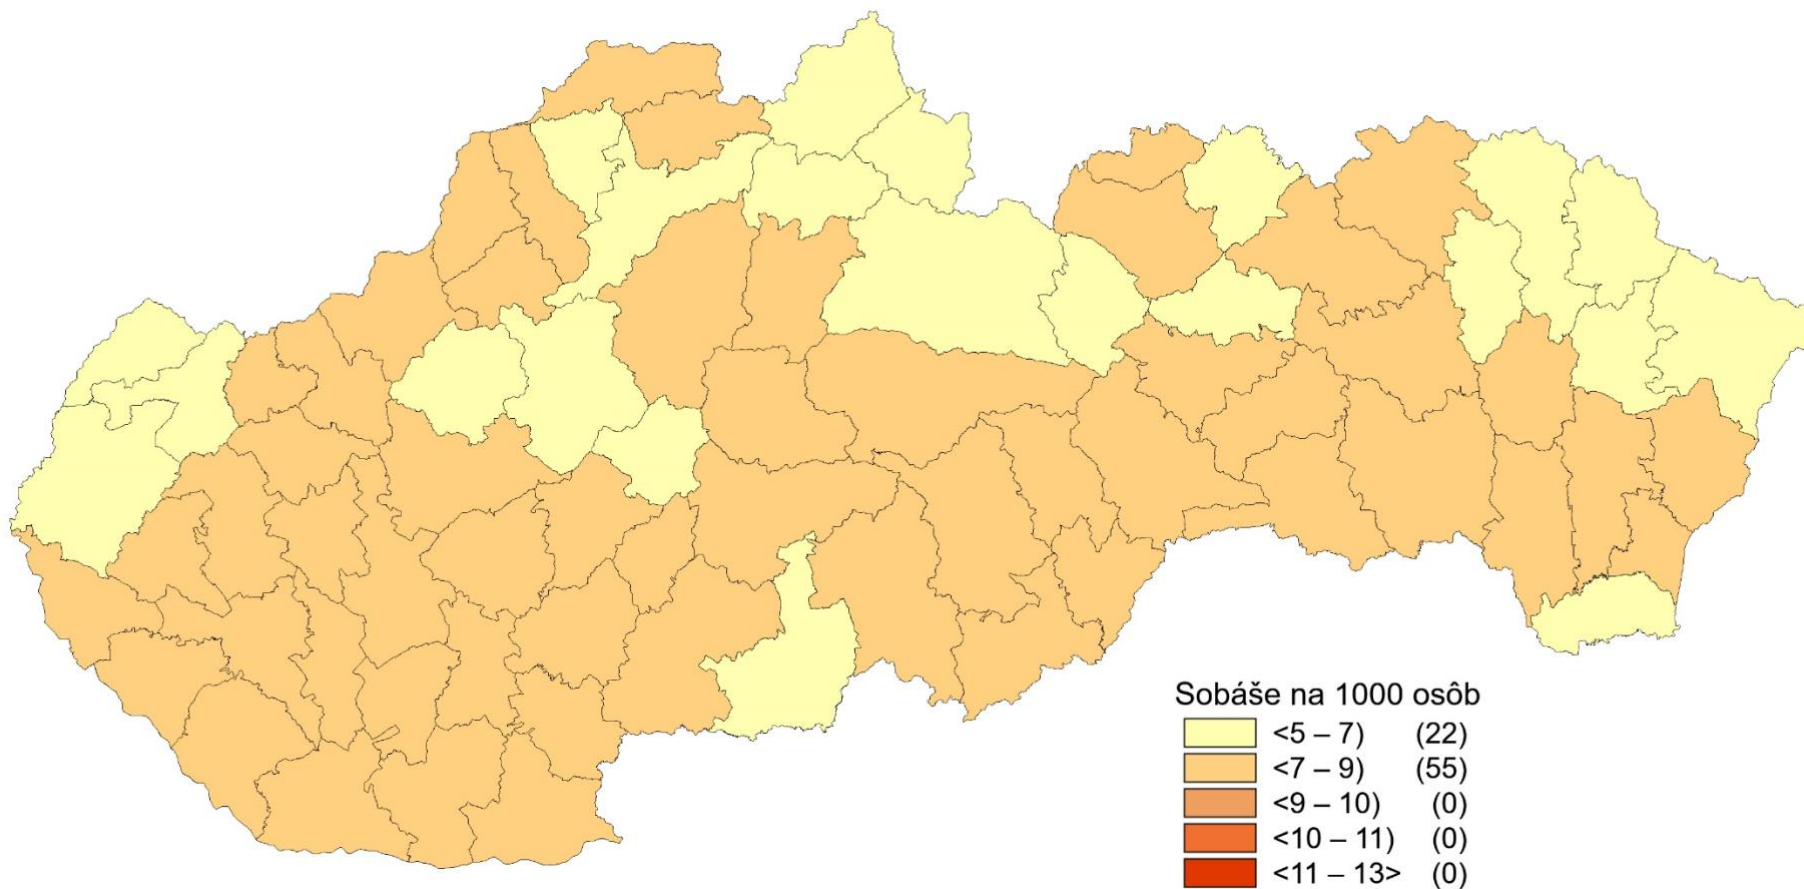 Sobáše na 1000 osôb
<5 – 7) (22)
<7 – 9) (55)
<9 – 10) (0)
<10 – 11) (0)
<11 – 13> (0)